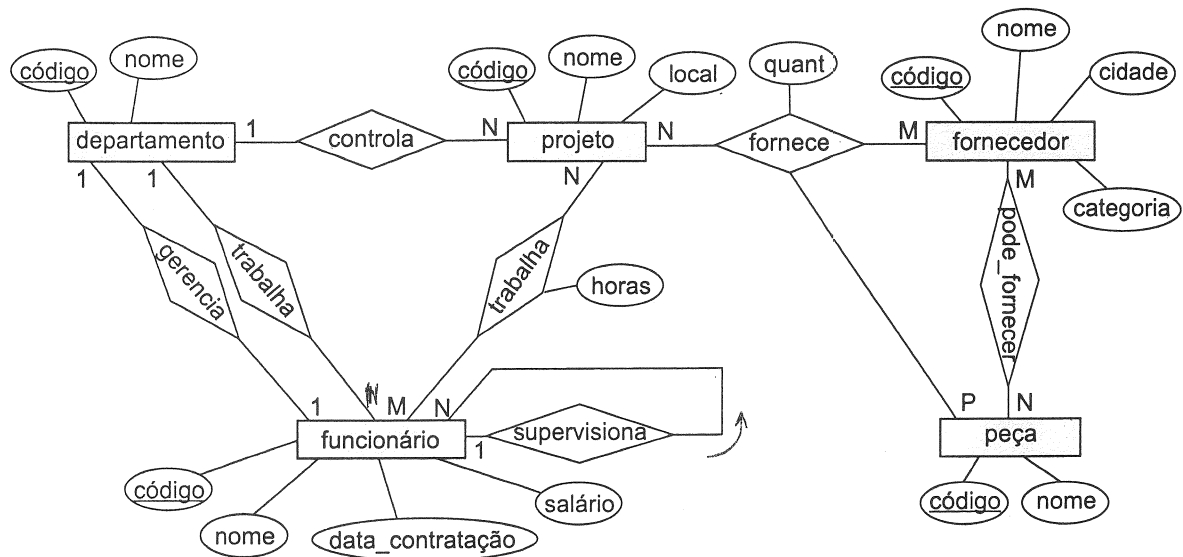 nome
nome
nome
código
código
local
quant
código
cidade
departamento
1
controla
N
projeto
N
fornece
M
fornecedor
1
1
N
M
categoria
gerencia
trabalha
trabalha
horas
pode_fornecer
N
1
M
N
P
N
funcionário
1
supervisiona
peça
código
nome
data_contratação
salário
código
nome